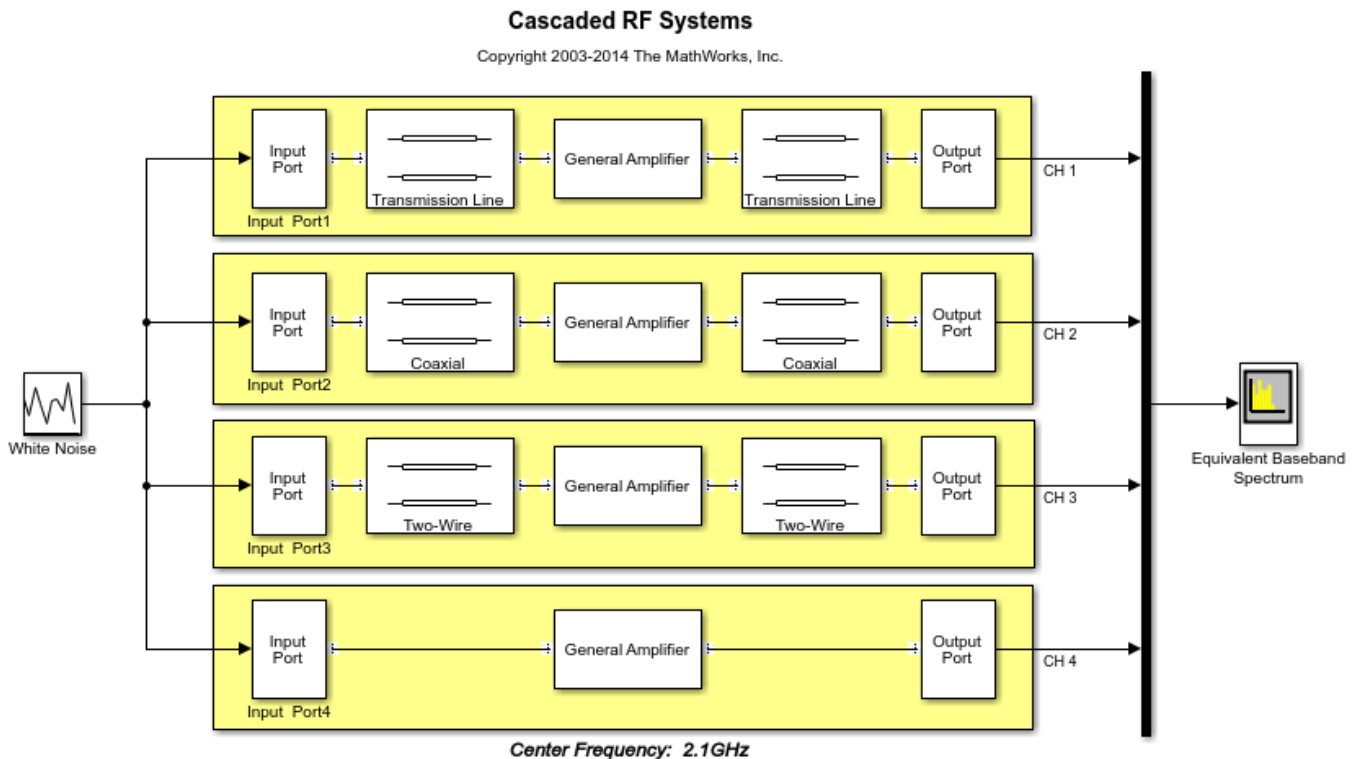 Cascaded RF Systems
Copyright 2003-2014 The MathWorks, Inc.
Input
Port
Transmission Line
General Amplifier
Transmission Line
Output
Port
CH 1
Input Port1
Input
Port
Coaxial
General Amplifier
Coaxial
Output
Port
CH 2
Input Port2
White Noise
Equivalent Baseband
Spectrum
Input
Port
Two-Wire
General Amplifier
Two-Wire
Output
Port
CH 3
Input Port3
Input
Port
General Amplifier
Output
Port
CH 4
Input Port4
Center Frequency: 2.1GHz